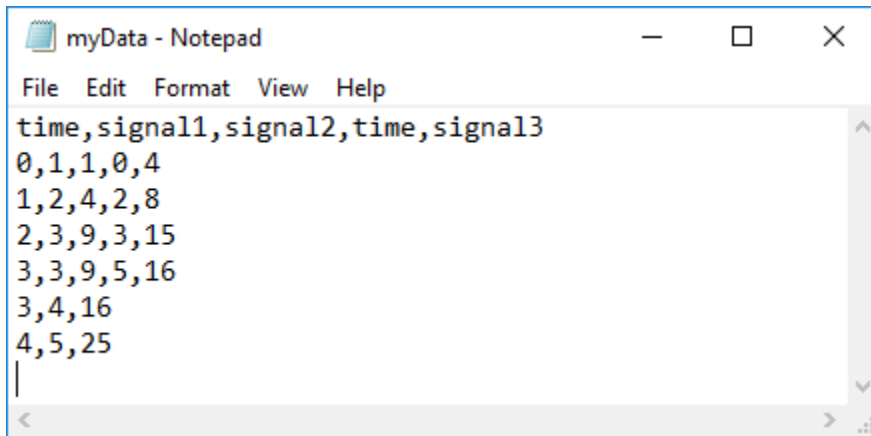 myData - Notepad
File Edit Format View Help
time,signal1,signal2,time,signal3
0,1,1,0,4
1,2,4,2,8
2,3,9,3,15
3,3,9,5,16
3,4,16
4,5,25